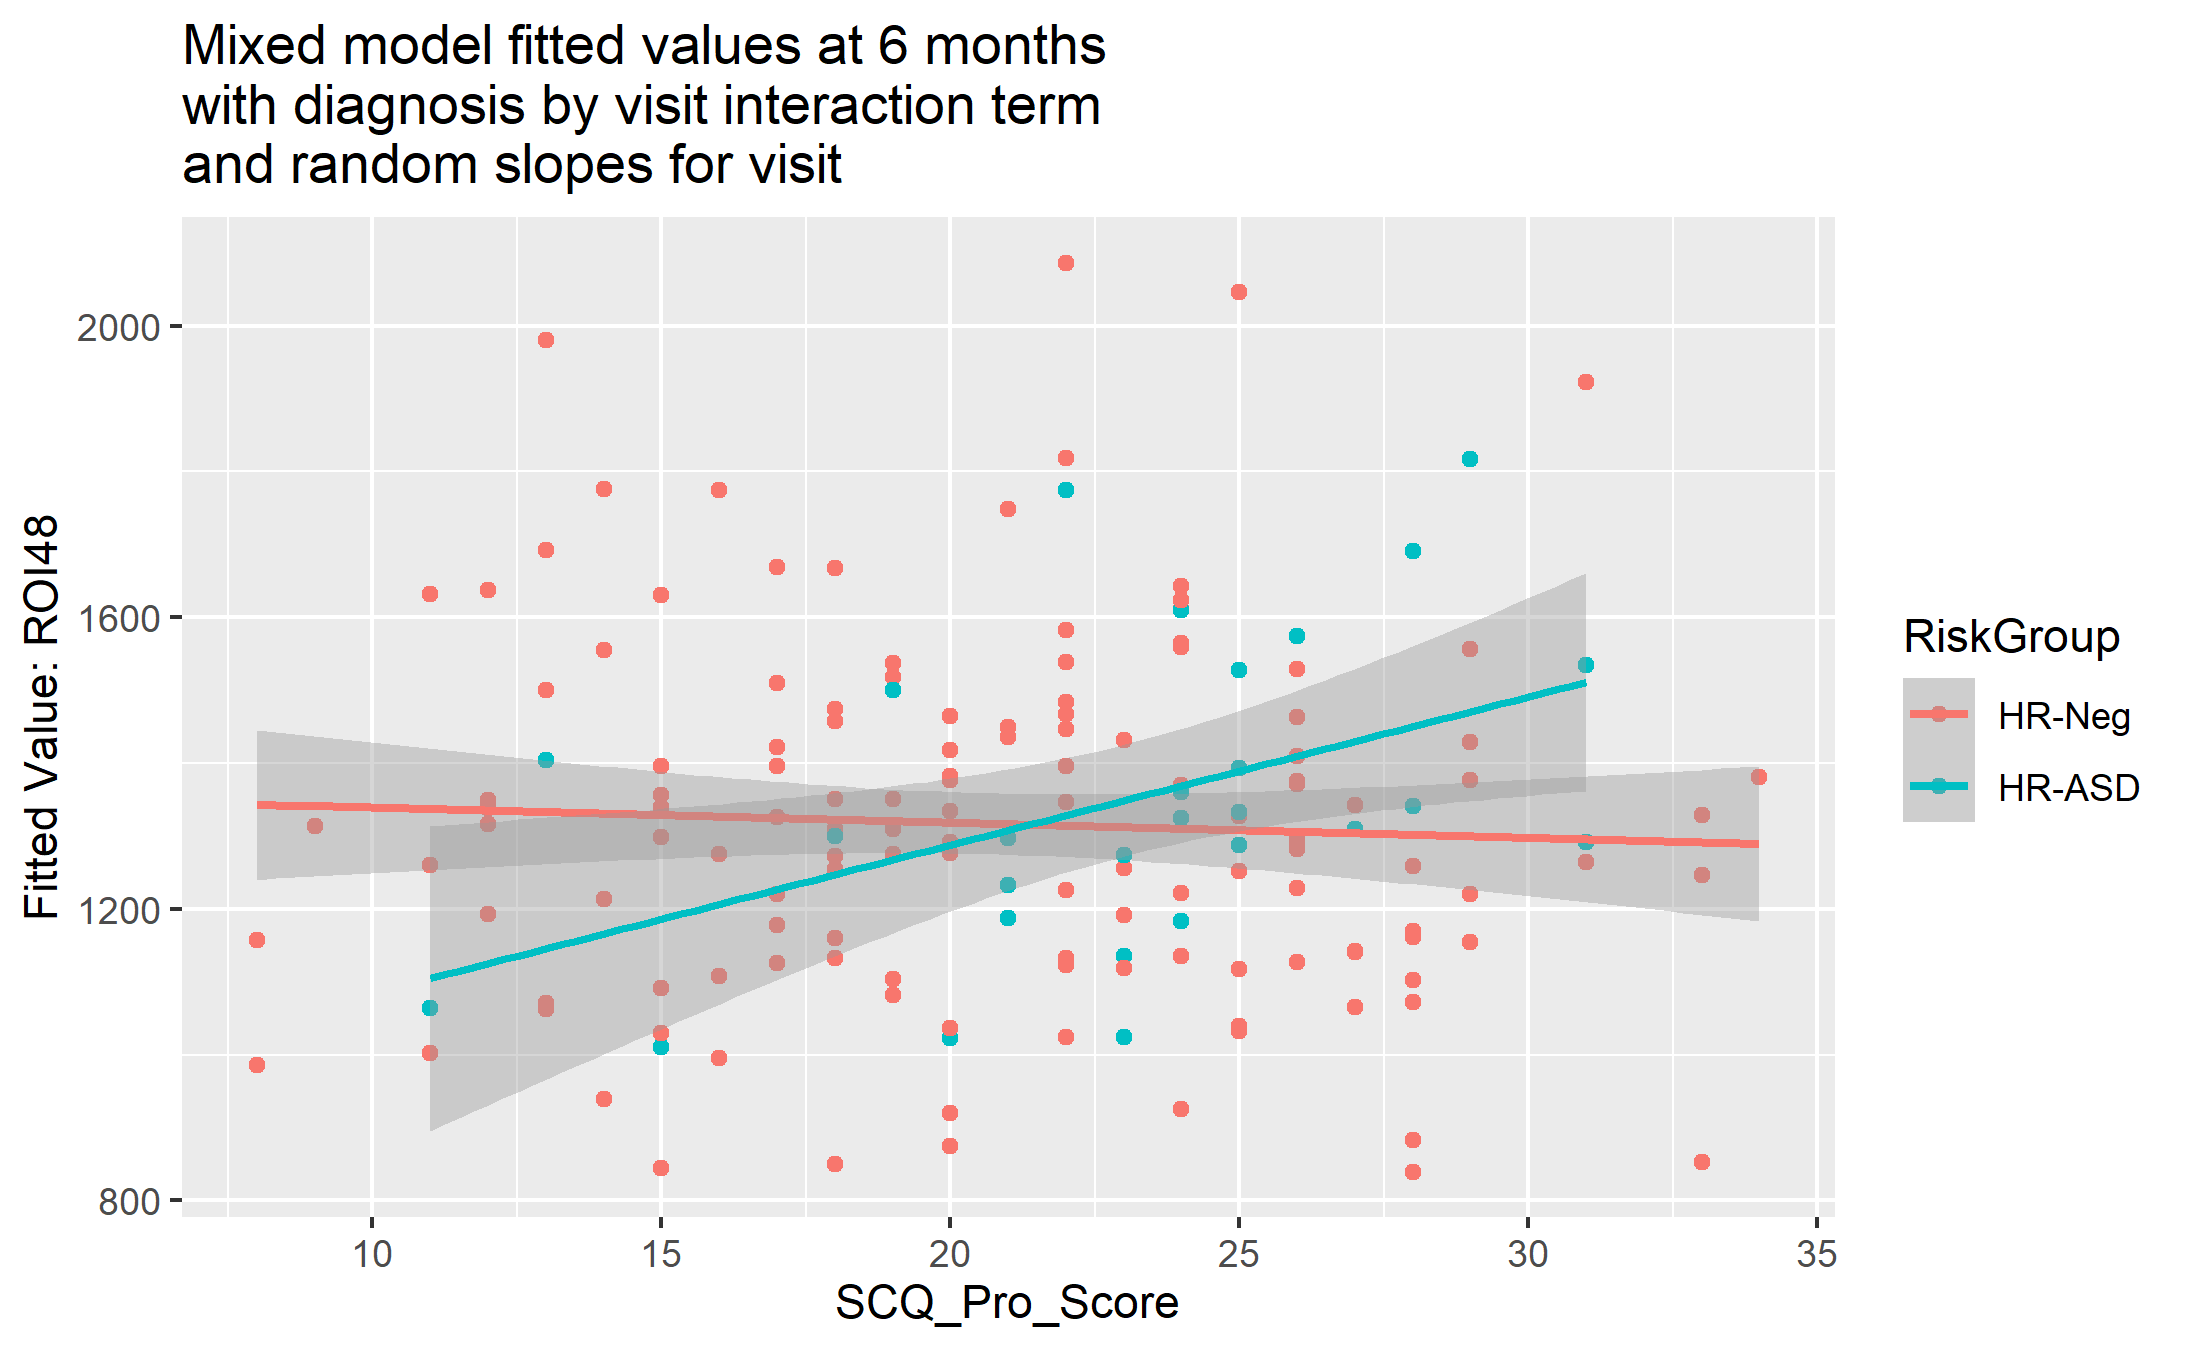 Mixed model fitted values at 6 months
with diagnosis by visit interaction term
and random slopes for visit
Fitted Value: ROI48
2000
1600
1200
800
10 15 20 25 30 35
SCQ_Pro_Score
RiskGroup
HR-Neg
HR-ASD